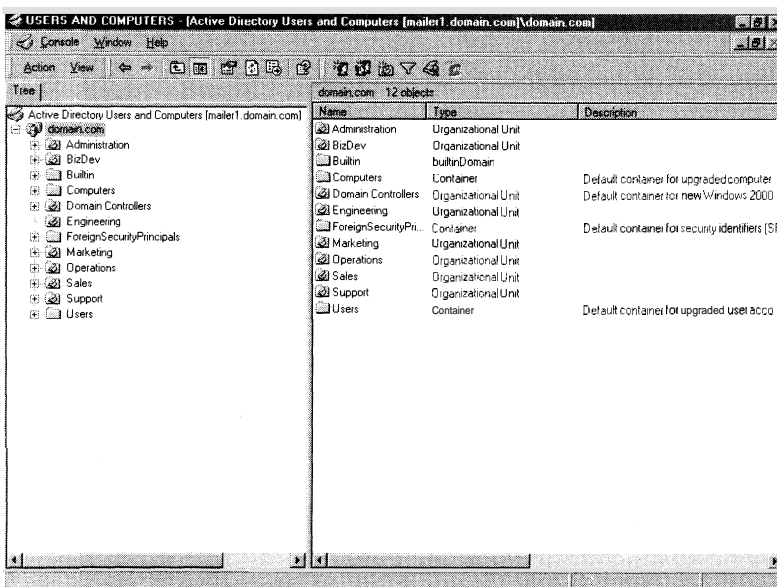 USERS AND COMPUTERS - [Active Directory Users and Computers [mailer1.domain.com]\domain.com]
Console Window Help
Action View
Tree
domain.com 12 objects
Active Directory Users and Computers [mailer1.domain.com]
domain.com
Administration
BizDev
Builtin
Computers
Domain Controllers
Engineering
ForeignSecurityPrincipals
Marketing
Operations
Sales
Support
Users
Name Type Description
Administration Organizational Unit
BizDev Organizational Unit
Builtin builtinDomain
Computers Container Default container for upgraded computer
Domain Controllers Organizational Unit Default container for new Windows 2000
Engineering Organizational Unit
ForeignSecurityPri... Container Default container for security identifiers (SI
Marketing Organizational Unit
Operations Organizational Unit
Sales Organizational Unit
Support Organizational Unit
Users Container Default container for upgraded user acco